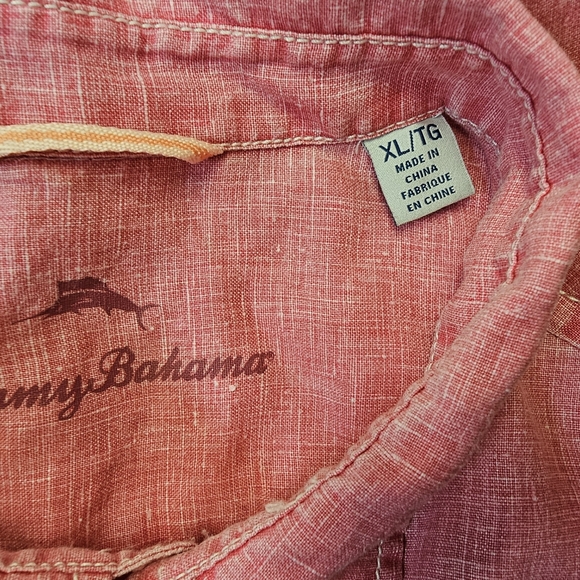 XL/TG
MADE IN
CHINA
FABRIQUE
EN CHINE
Bahama